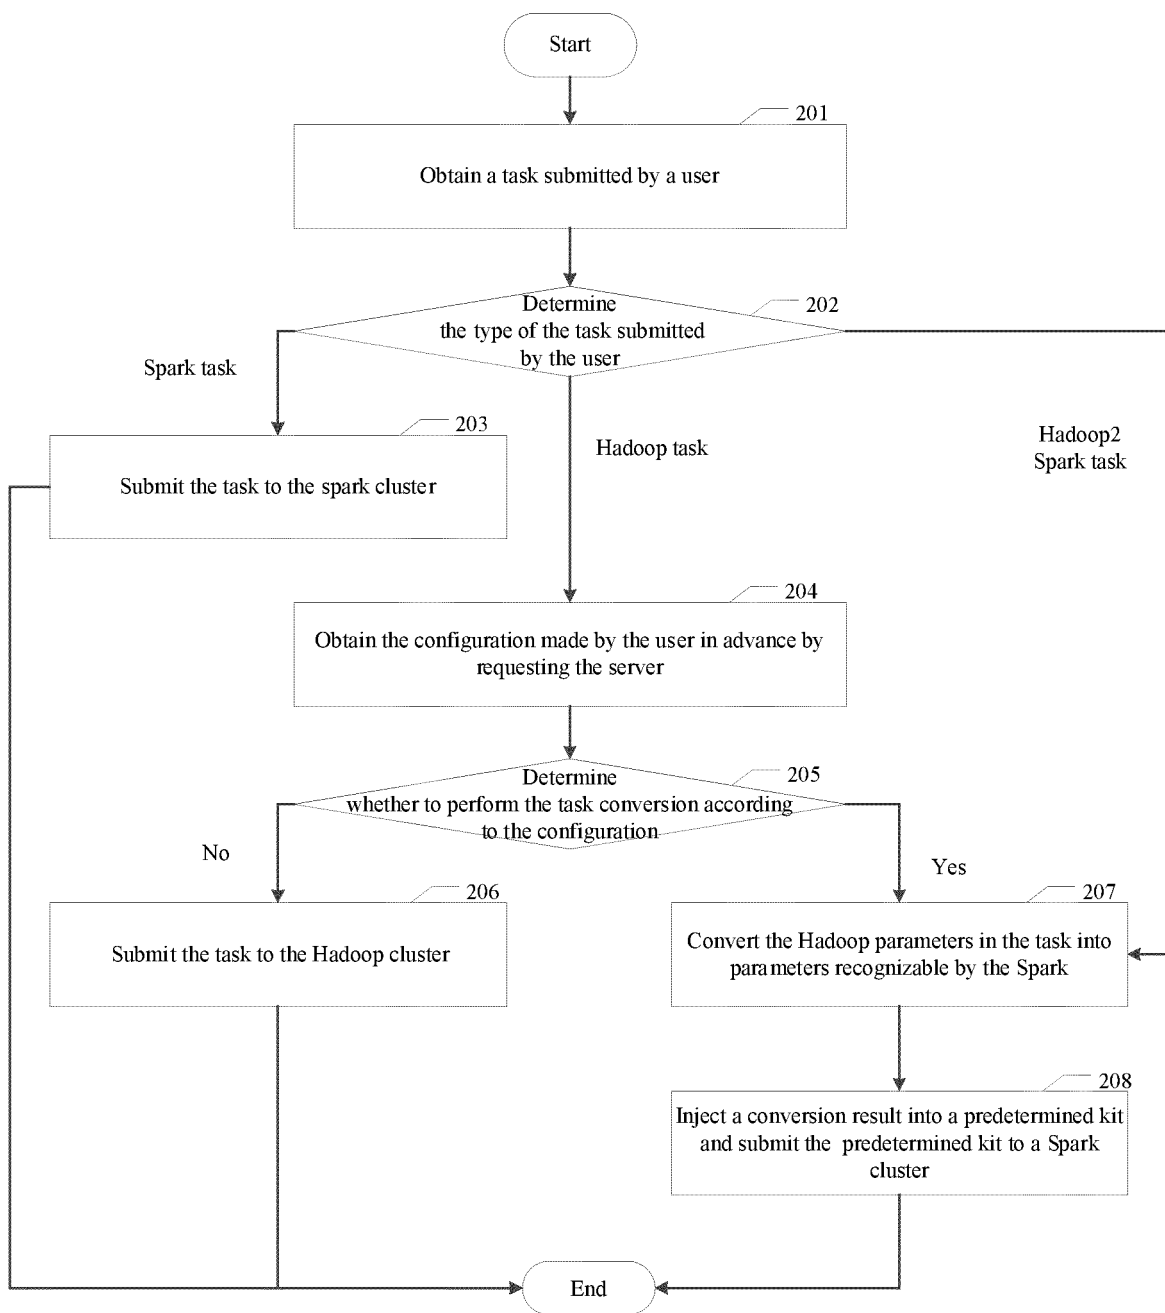 Start
201
Obtain a task submitted by a user
202
Determine
the type of the task submitted
by the user
Spark task
203
Submit the task to the spark cluster
Hadoop task
Hadoop2
Spark task
204
Obtain the configuration made by the user in advance by
requesting the server
205
Determine
whether to perform the task conversion according
to the configuration
No
Yes
206
Submit the task to the Hadoop cluster
207
Convert the Hadoop parameters in the task into
parameters recognizable by the Spark
208
Inject a conversion result into a predetermined kit
and submit the predetermined kit to a Spark
cluster
End